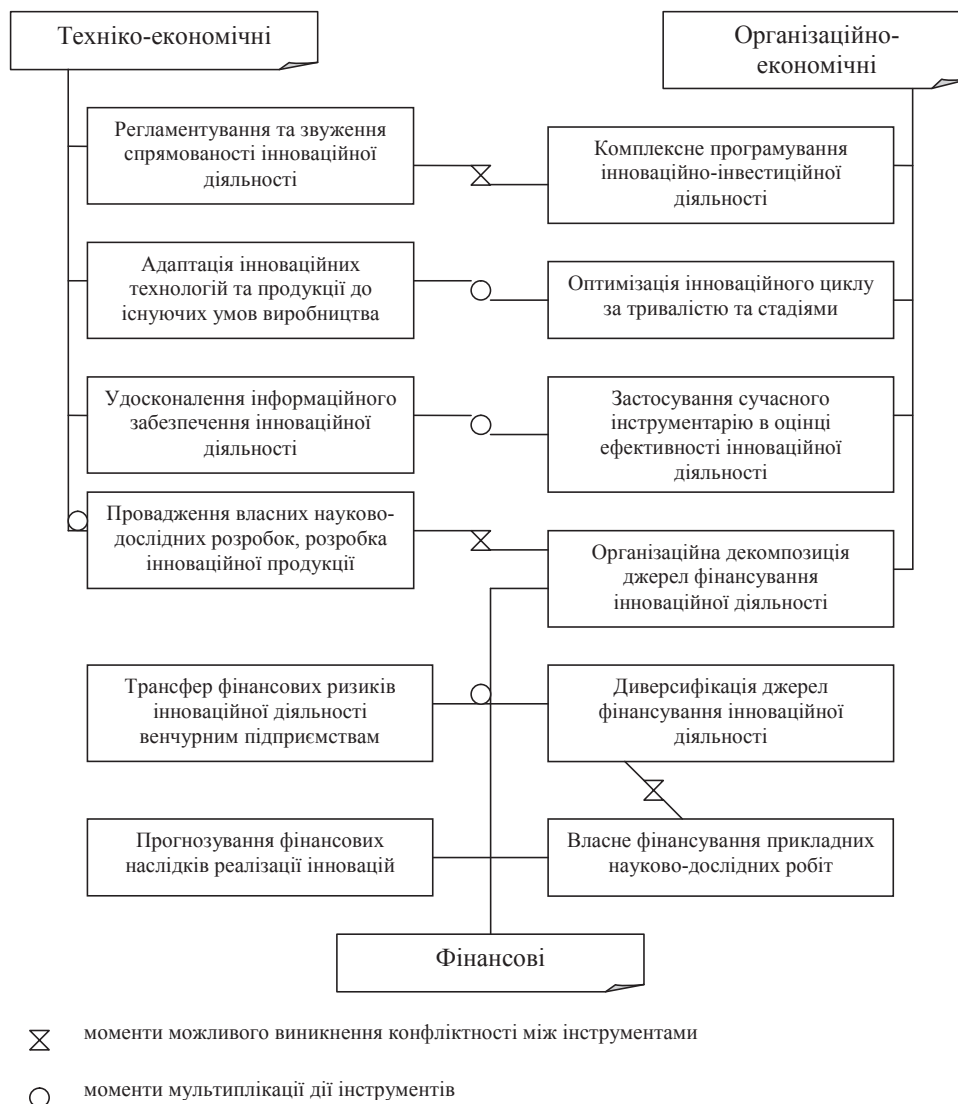 Техніко-економічні
Організаційно-
економічні
Регламентування та звуження
спрямованості інноваційної
діяльності
Комплексне програмування
інноваційно-інвестиційної
діяльності
Адаптація інноваційних
технологій та продукції до
існуючих умов виробництва
Оптимізація інноваційного циклу
за тривалістю та стадіями
Удосконалення інформаційного
забезпечення інноваційної
діяльності
Застосування сучасного
інструментарію в оцінці
ефективності інноваційної
діяльності
Провадження власних науково-
дослідних розробок, розробка
інноваційної продукції
Організаційна декомпозиція
джерел фінансування
інноваційної діяльності
Трансфер фінансових ризиків
інноваційної діяльності
венчурним підприємствам
Диверсифікація джерел
фінансування інноваційної
діяльності
Прогнозування фінансових
наслідків реалізації інновацій
Власне фінансування прикладних
науково-дослідних робіт
Фінансові
моменти можливого виникнення конфліктності між інструментами
моменти мультиплікації дії інструментів